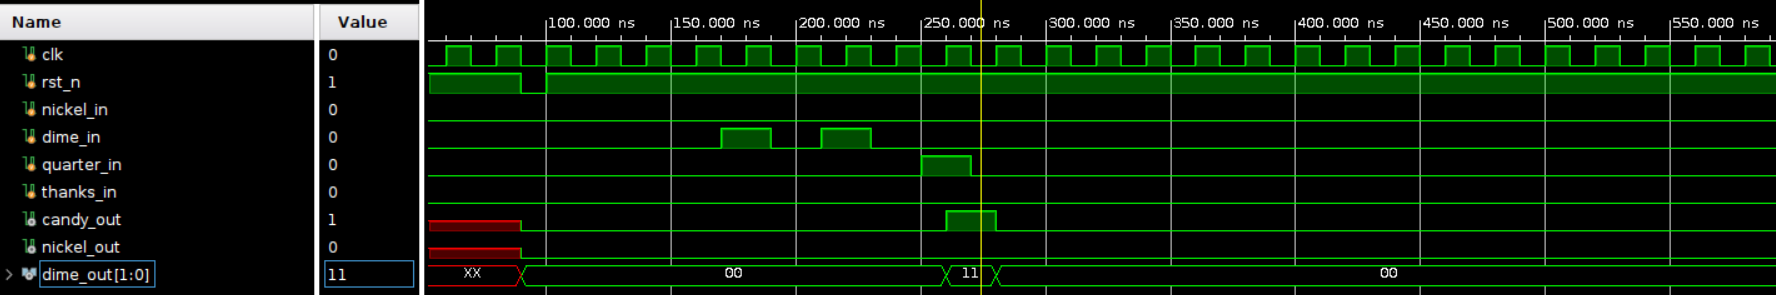 Name Value 100.000 ns 150.000 ns 200.000 ns 250.000 ns 300.000 ns 350.000 ns 400.000 ns 450.000 ns 500.000 ns 550.000 ns
clk 0
rst_n 1
nickel_in 0
dime_in 0
quarter_in 0
thanks_in 0
candy_out 1
nickel_out 0
dime_out[1:0] 11 XX 00 11 00